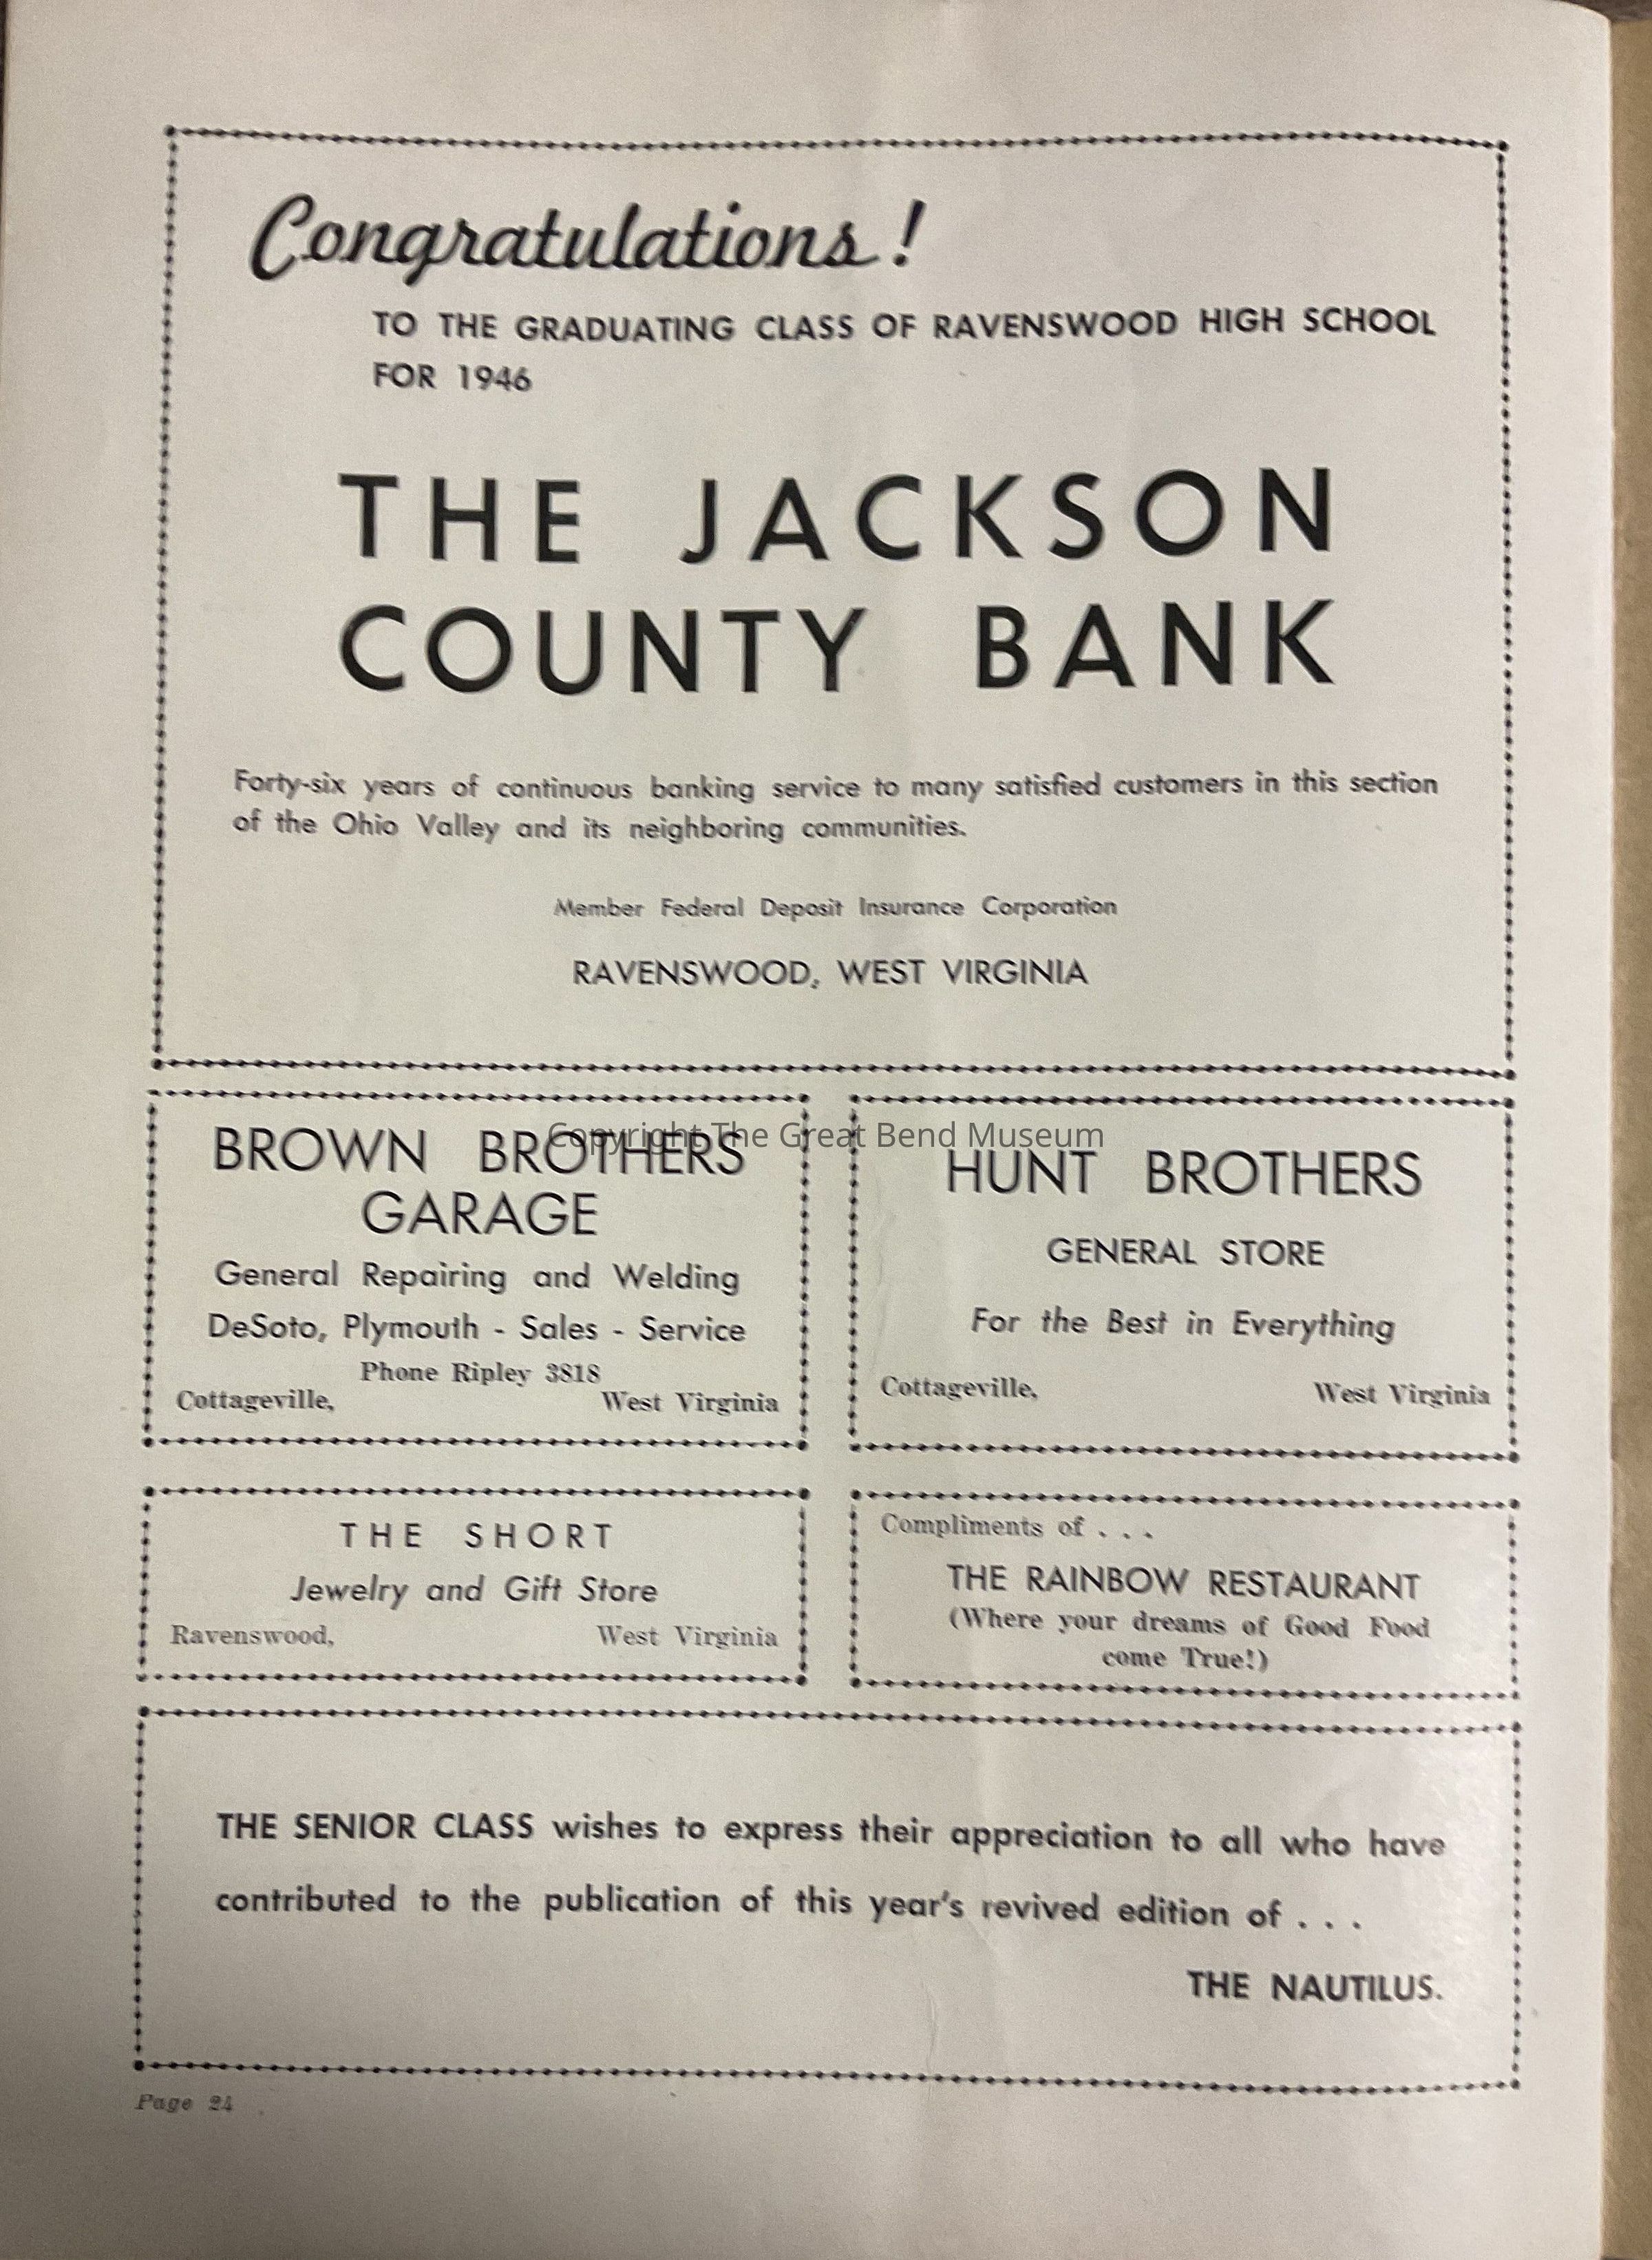 Congratulations!
TO THE GRADUATING CLASS OF RAVENSWOOD HIGH SCHOOL
FOR 1946
THE JACKSON
COUNTY BANK
Forty-six years of continuous banking service to many satisfied customers in this section
of the Ohio Valley and its neighboring communities.
Member Federal Deposit Insurance Corporation
RAVENSWOOD, WEST VIRGINIA
Copyright The Great Bend Museum
BROWN BROTHERS
GARAGE
General Repairing and Welding
DeSoto, Plymouth - Sales - Service
Phone Ripley 3818
Cottageville, West Virginia
HUNT BROTHERS
GENERAL STORE
For the Best in Everything
Cottageville, West Virginia
THE SHORT
Jewelry and Gift Store
Ravenswood, West Virginia
Compliments of . . .
THE RAINBOW RESTAURANT
(Where your dreams of Good Food
come True!)
THE SENIOR CLASS wishes to express their appreciation to all who have
contributed to the publication of this year's revived edition of . . .
THE NAUTILUS.
Page 24